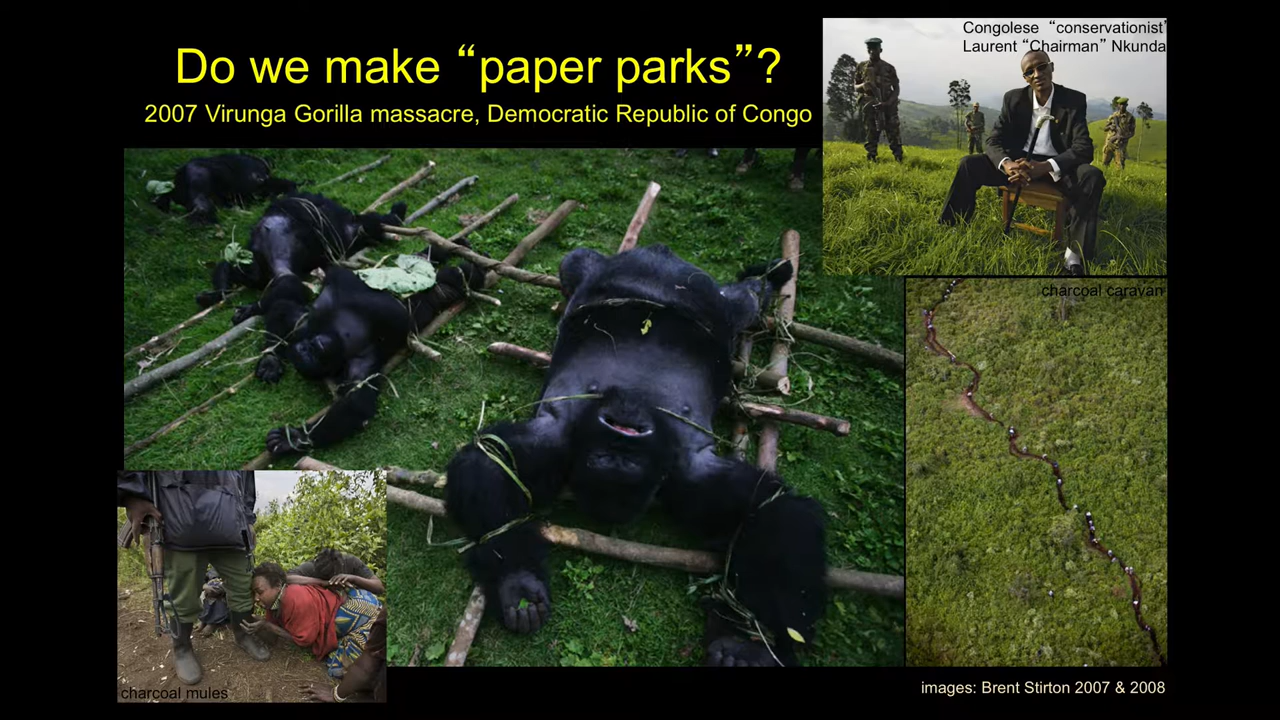 Do we make “paper parks”?
2007 Virunga Gorilla massacre, Democratic Republic of Congo
Congolese “conservationist”
Laurent “Chairman” Nkunda
charcoal caravan
charcoal mules
images: Brent Stirton 2007 & 2008